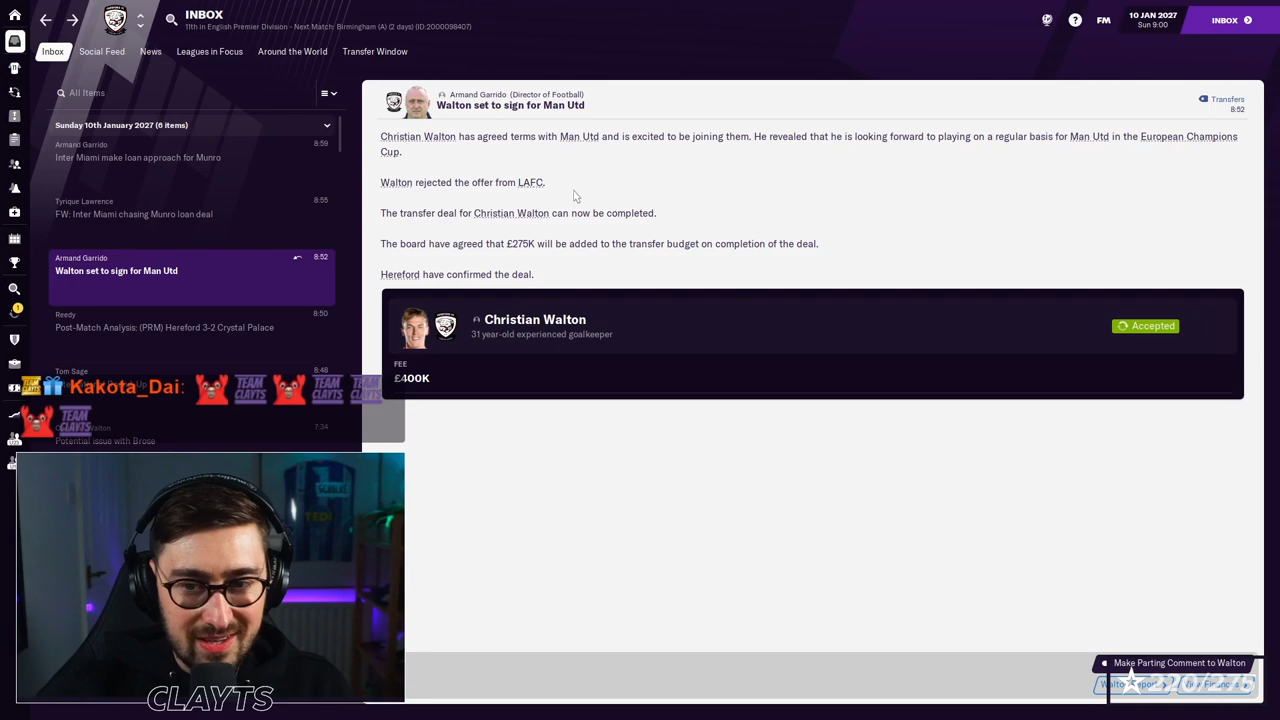 INBOX
11th in English Premier Division - Next Match: Birmingham (A) (2 days) (ID:2000098407)
FM
10 JAN 2027
Sun 9:00
INBOX
Inbox
Social Feed
News
Leagues in Focus
Around the World
Transfer Window
All Items
Sunday 10th January 2027 (6 items)
Armand Garrido
8:59
Inter Miami make loan approach for Munro
Tyrique Lawrence
8:55
FW: Inter Miami chasing Munro loan deal
Armand Garrido
8:52
Walton set to sign for Man Utd
Reedy
8:50
Post-Match Analysis: (PRM) Hereford 3-2 Crystal Palace
Tom Sage
8:48
Kakota_Dai:
TEAM CLAYTS
TEAM CLAYTS
TEAM CLAYTS
7:34
Potential issue with Brose
Armand Garrido (Director of Football)
Walton set to sign for Man Utd
Transfers
8:52
Christian Walton has agreed terms with Man Utd and is excited to be joining them. He revealed that he is looking forward to playing on a regular basis for Man Utd in the European Champions
Cup.
Walton rejected the offer from LAFC.
The transfer deal for Christian Walton can now be completed.
The board have agreed that £275K will be added to the transfer budget on completion of the deal.
Hereford have confirmed the deal.
Christian Walton
31 year-old experienced goalkeeper
Accepted
FEE
£400K
Make Parting Comment to Walton
220/275
CLAYTS